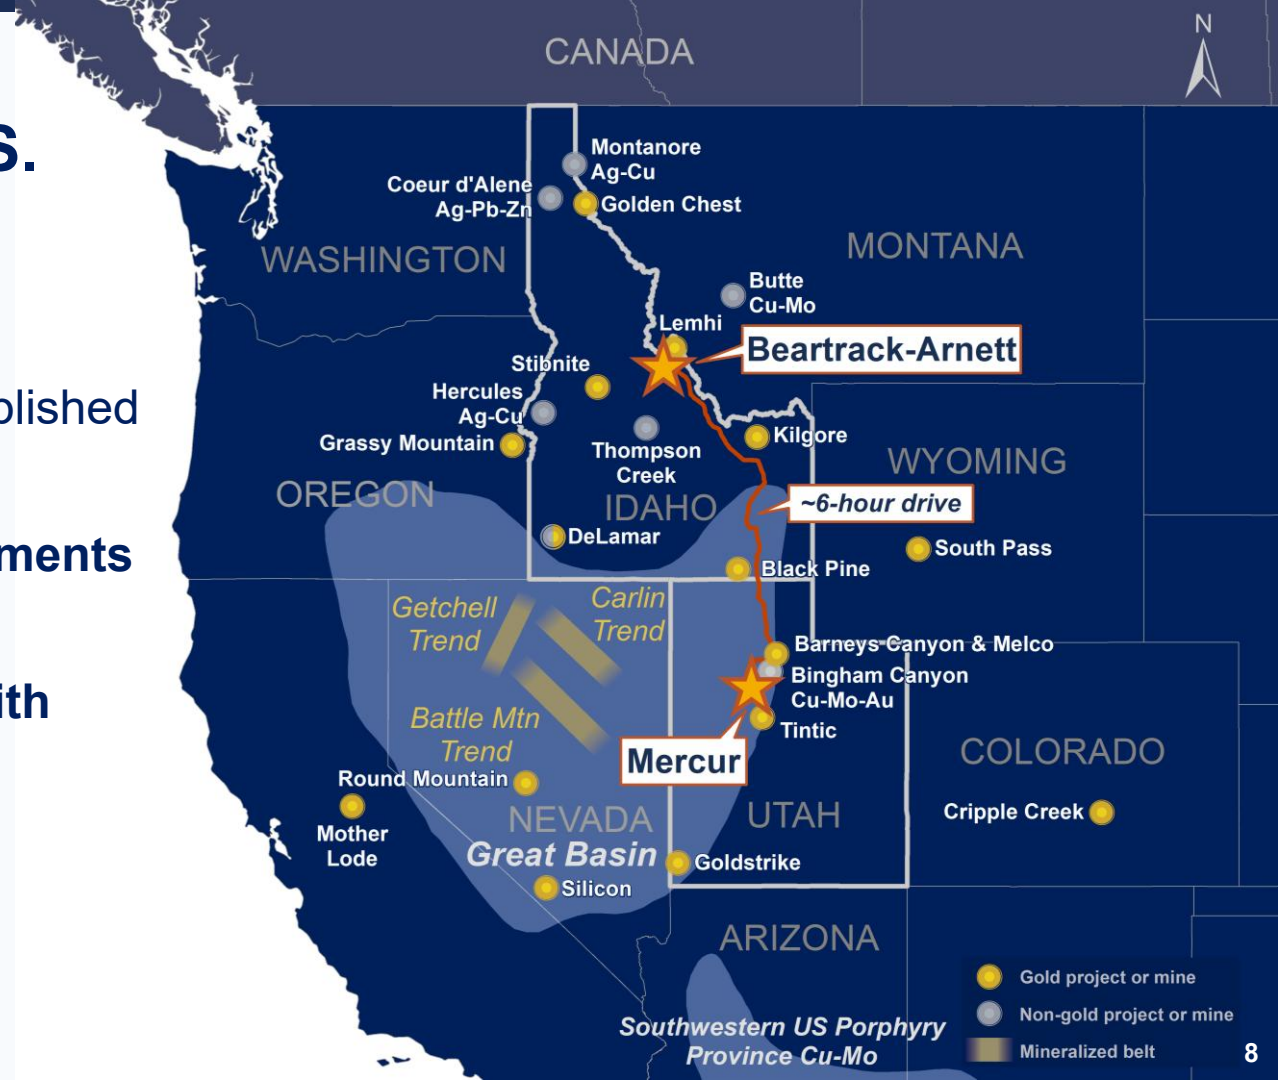 S.
CANADA
N
Montanore
Ag-Cu
Coeur d'Alene
Ag-Pb-Zn
Golden Chest
WASHINGTON
MONTANA
Butte
Cu-Mo
Lemhi
Beartrack-Arnett
Stibnite
Hercules
Ag-Cu
Grassy Mountain
Thompson
Creek
Kilgore
WYOMING
OREGON
IDAHO
~6-hour drive
DeLamar
South Pass
Black Pine
Getchell
Trend
Carlin
Trend
Barneys Canyon & Melco
Bingham Canyon
Cu-Mo-Au
Tintic
Battle Mtn
Trend
Mercur
COLORADO
Round Mountain
Mother
Lode
NEVADA
UTAH
Cripple Creek
Great Basin
Goldstrike
Silicon
ARIZONA
Southwestern US Porphyry
Province Cu-Mo
Gold project or mine
Non-gold project or mine
Mineralized belt
8